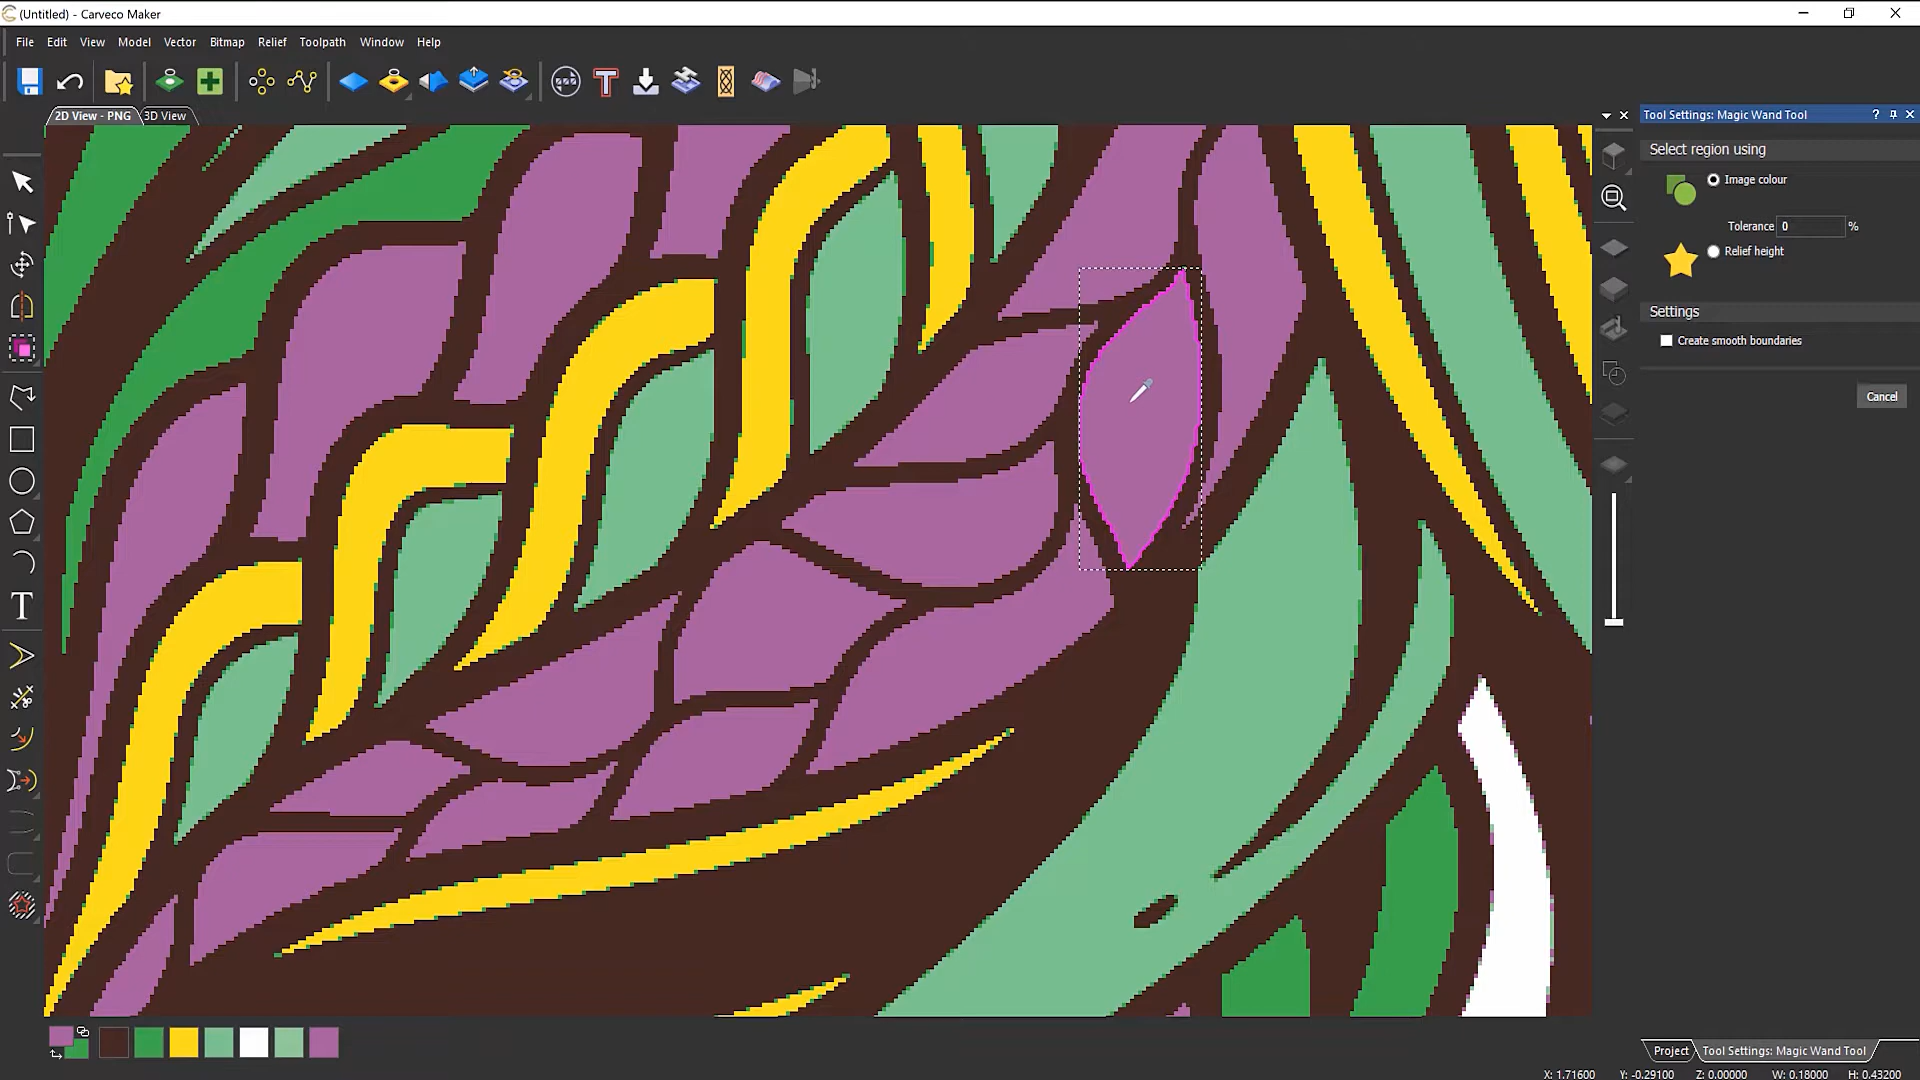 (Untitled) - Carveco Maker
File Edit View Model Vector Bitmap Relief Toolpath Window Help
2D View - PNG 3D View
Tool Settings: Magic Wand Tool
Select region using
Image colour
Tolerance 0 %
Relief height
Settings
Create smooth boundaries
Cancel
T
T
Project Tool Settings: Magic Wand Tool
X: 1.71600 Y: -0.29100 Z: 0.00000 W: 0.18000 H: 0.43200